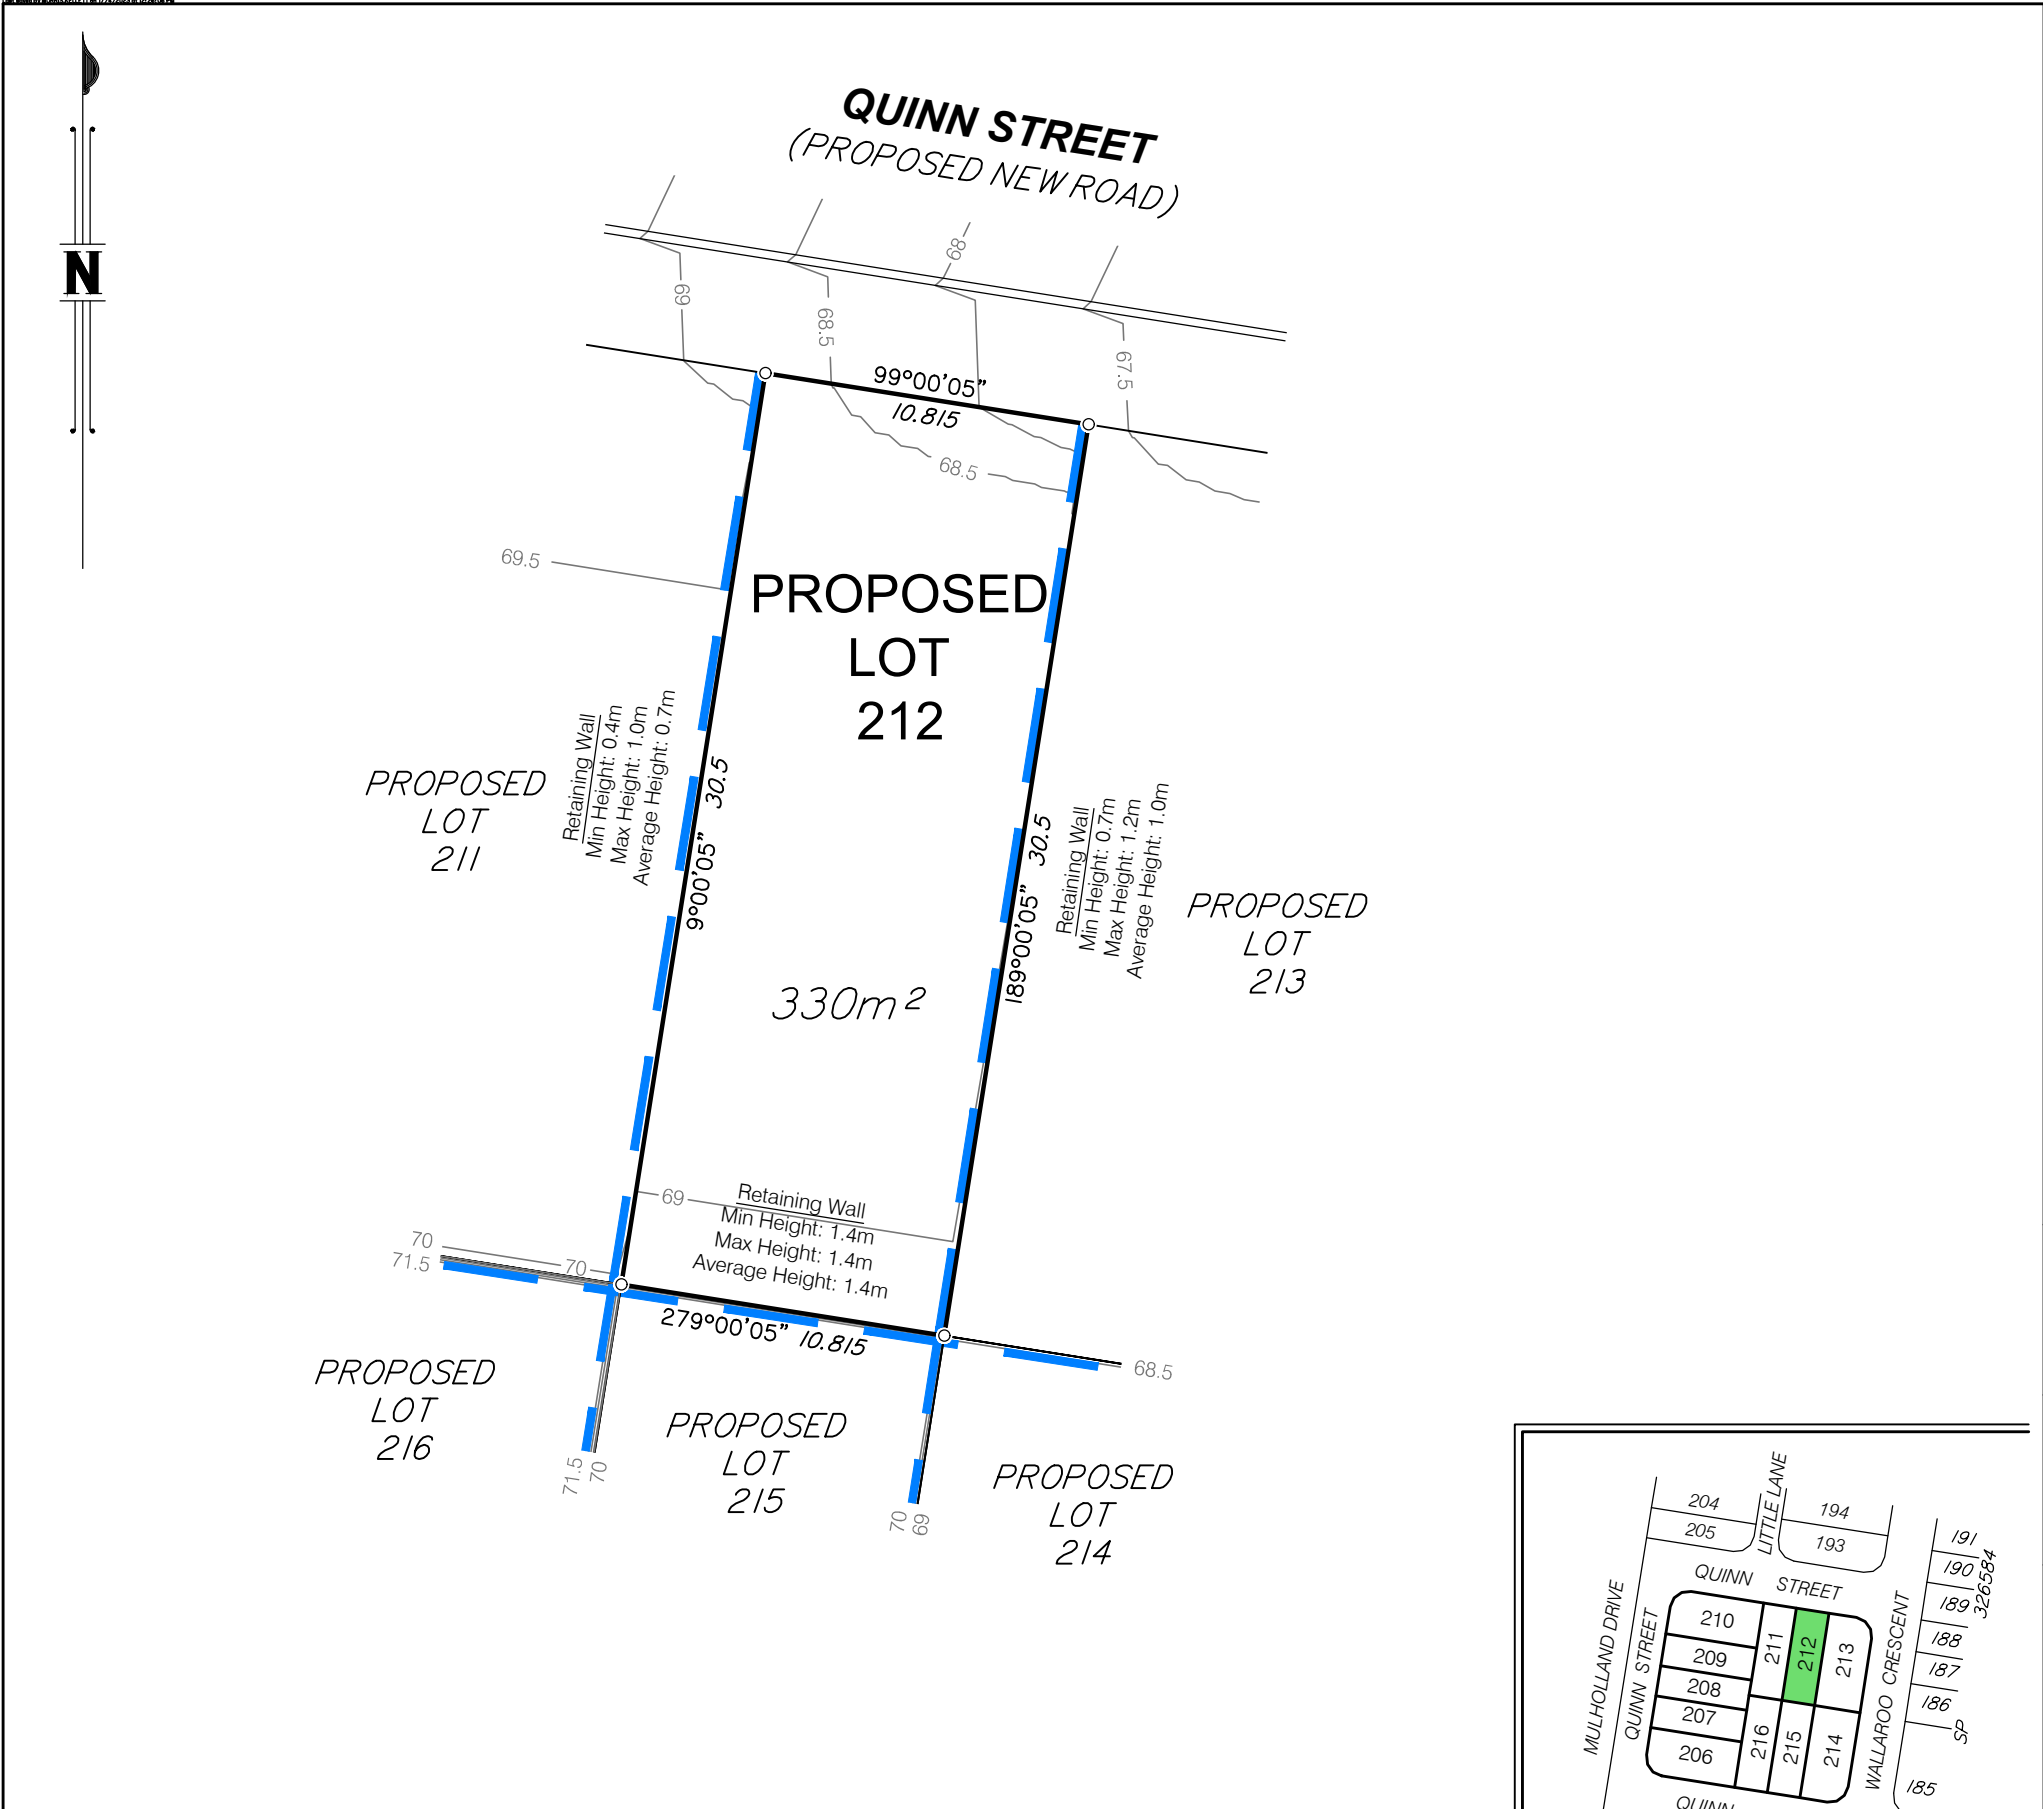 N
QUINN STREET
(PROPOSED NEW ROAD)
69
68.5
68
67.5
99°00'05"
10.815
68.5
69.5
PROPOSED
LOT
212
Retaining Wall
Min Height: 0.4m
Max Height: 1.0m
Average Height: 0.7m
9°00'05" 30.5
PROPOSED
LOT
211
Retaining Wall
Min Height: 0.7m
Max Height: 1.2m
Average Height: 1.0m
189°00'05" 30.5
PROPOSED
LOT
213
330m²
69
Retaining Wall
Min Height: 1.4m
Max Height: 1.4m
Average Height: 1.4m
70
70
71.5
279°00'05" 10.815
68.5
PROPOSED
LOT
216
71.5
70
PROPOSED
LOT
215
70
69
PROPOSED
LOT
214
204
205
LITTLE LANE
194
193
191
190
189
188
187
186
185
SP 326584
QUINN STREET
MULHOLLAND DRIVE
QUINN STREET
210
209
208
207
206
211
212
213
216
215
214
WALLAROO CRESCENT
QUINN